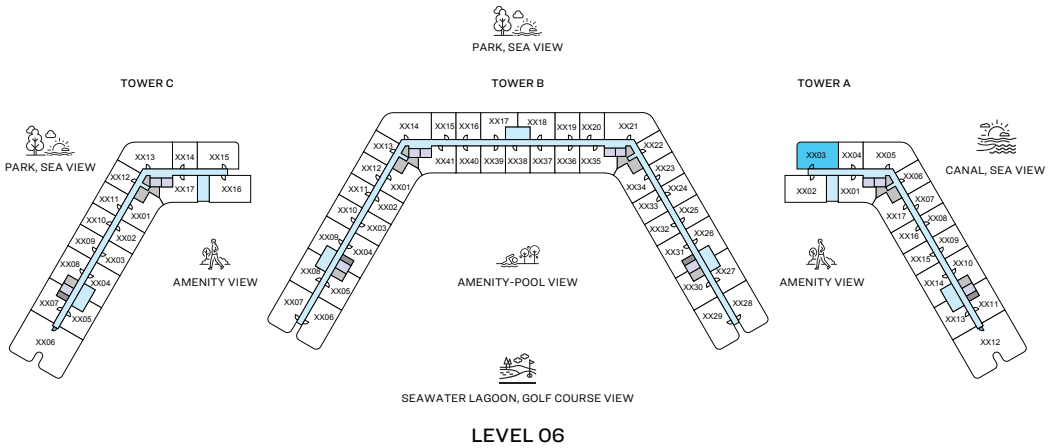 PARK, SEA VIEW
TOWER C
TOWER B
TOWER A
PARK, SEA VIEW
CANAL, SEA VIEW
XX13
XX14
XX15
XX12
XX17
XX16
XX11
XX01
XX10
XX02
XX09
XX03
XX08
XX04
XX07
XX05
XX06
XX14
XX15
XX16
XX17
XX18
XX19
XX20
XX21
XX13
XX41
XX40
XX39
XX38
XX37
XX36
XX35
XX22
XX12
XX01
XX34
XX23
XX11
XX02
XX33
XX24
XX10
XX03
XX32
XX25
XX09
XX04
XX31
XX26
XX08
XX05
XX30
XX27
XX07
XX06
XX29
XX28
XX03
XX04
XX05
XX02
XX01
XX06
XX17
XX07
XX16
XX08
XX15
XX09
XX14
XX10
XX13
XX11
XX12
AMENITY VIEW
AMENITY-POOL VIEW
AMENITY VIEW
SEAWATER LAGOON, GOLF COURSE VIEW
LEVEL 06